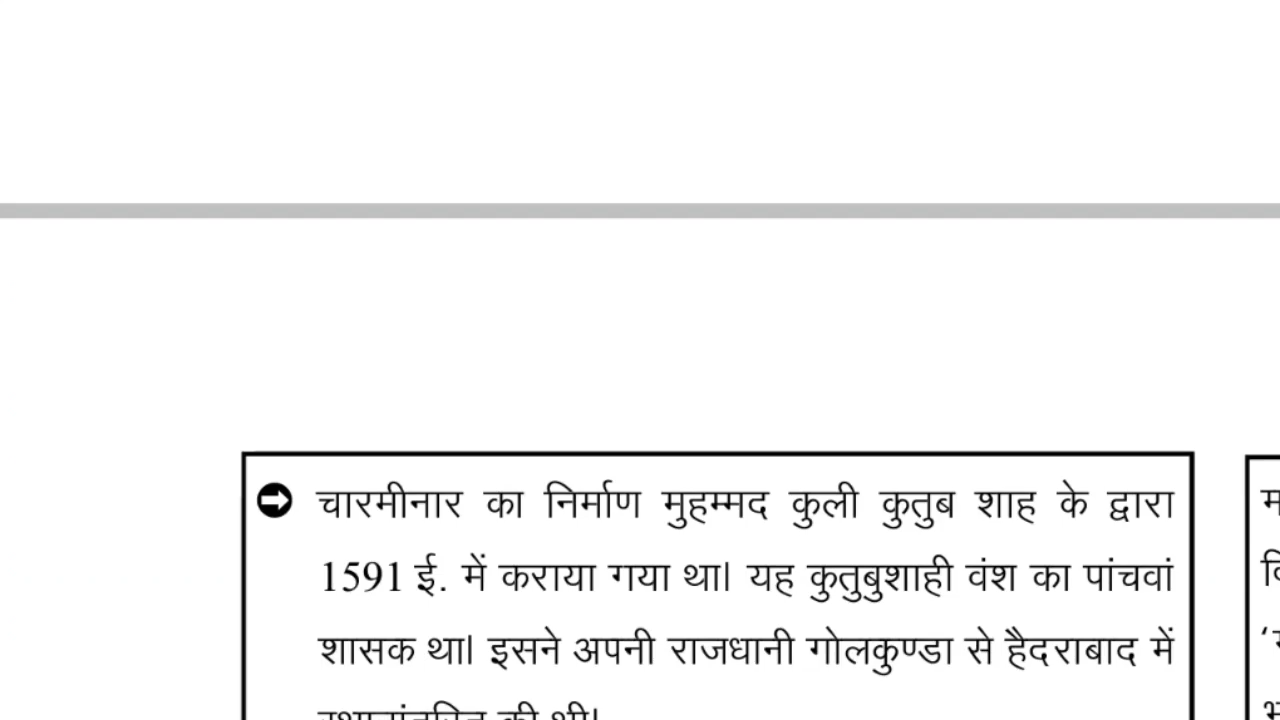 चारमीनार का निर्माण मुहम्मद कुली कुतुब शाह के द्वारा
1591 ई. में कराया गया था। यह कुतुबुशाही वंश का पांचवां
शासक था। इसने अपनी राजधानी गोलकुण्डा से हैदराबाद में
की थी।